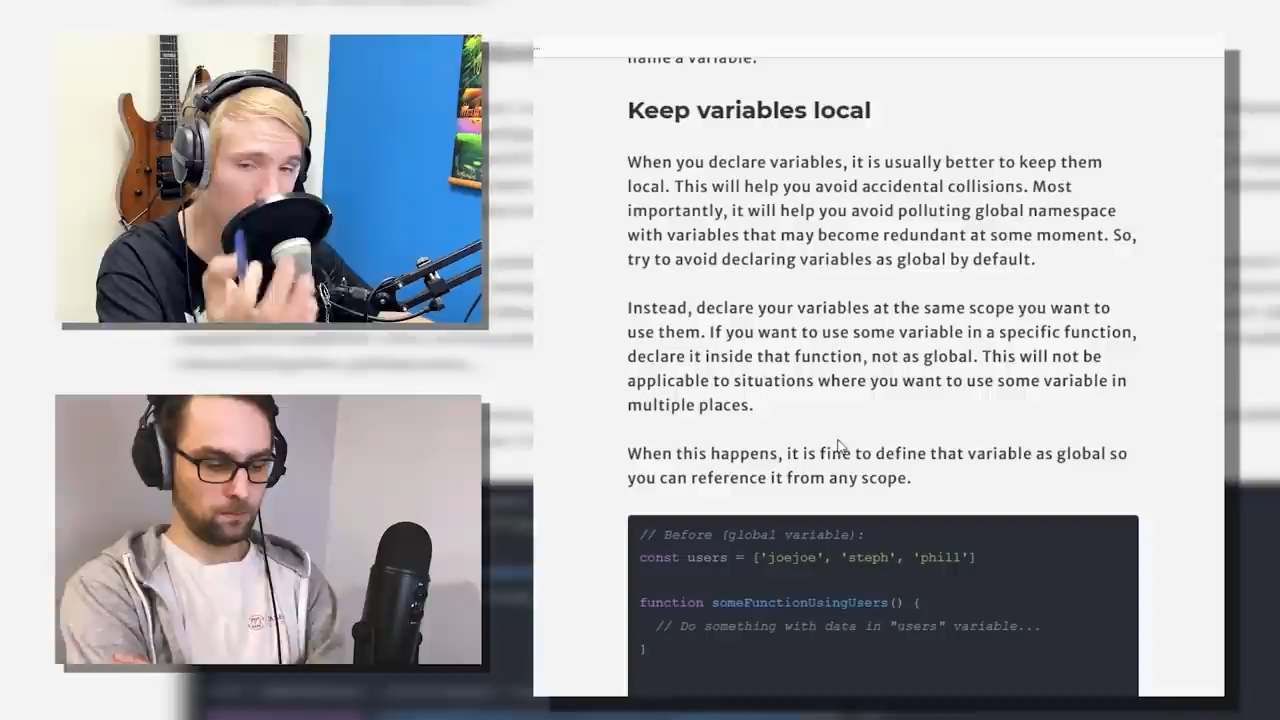 name a variable.
Keep variables local
When you declare variables, it is usually better to keep them
local. This will help you avoid accidental collisions. Most
importantly, it will help you avoid polluting global namespace
with variables that may become redundant at some moment. So,
try to avoid declaring variables as global by default.
Instead, declare your variables at the same scope you want to
use them. If you want to use some variable in a specific function,
declare it inside that function, not as global. This will not be
applicable to situations where you want to use some variable in
multiple places.
When this happens, it is fine to define that variable as global so
you can reference it from any scope.
// Before (global variable):
const users = ['joejoe', 'steph', 'phill']
function someFunctionUsingUsers() {
// Do something with data in "users" variable...
}